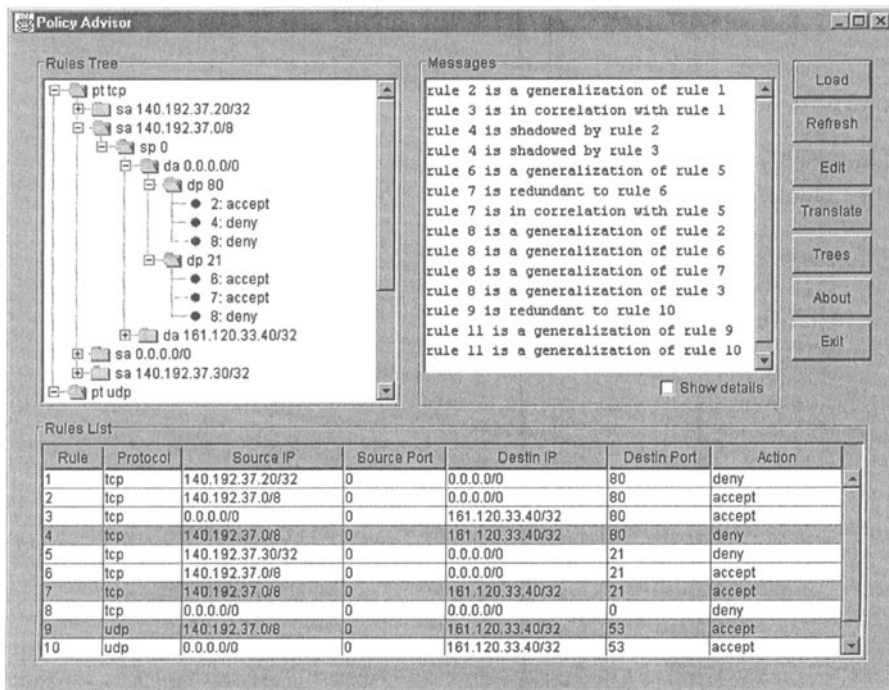 Policy Advisor
Rules Tree
pt tcp
sa 140.192.37.20/32
sa 140.192.37.0/8
sp 0
da 0.0.0.0/0
dp 80
2: accept
4: deny
8: deny
dp 21
6: accept
7: accept
8: deny
da 161.120.33.40/32
sa 0.0.0.0/0
sa 140.192.37.30/32
pt udp
Messages
rule 2 is a generalization of rule 1
rule 3 is in correlation with rule 1
rule 4 is shadowed by rule 2
rule 4 is shadowed by rule 3
rule 6 is a generalization of rule 5
rule 7 is redundant to rule 6
rule 7 is in correlation with rule 5
rule 8 is a generalization of rule 2
rule 8 is a generalization of rule 6
rule 8 is a generalization of rule 7
rule 8 is a generalization of rule 3
rule 9 is redundant to rule 10
rule 11 is a generalization of rule 9
rule 11 is a generalization of rule 10
Show details
Load
Refresh
Edit
Translate
Trees
About
Exit
Rules List
Rule Protocol Source IP Source Port Destin IP Destin Port Action
1 tcp 140.192.37.20/32 0 0.0.0.0/0 80 deny
2 tcp 140.192.37.0/8 0 0.0.0.0/0 80 accept
3 tcp 0.0.0.0/0 0 161.120.33.40/32 80 accept
4 tcp 140.192.37.0/8 0 161.120.33.40/32 80 deny
5 tcp 140.192.37.30/32 0 0.0.0.0/0 21 deny
6 tcp 140.192.37.0/8 0 0.0.0.0/0 21 accept
7 tcp 140.192.37.0/8 0 161.120.33.40/32 21 accept
8 tcp 0.0.0.0/0 0 0.0.0.0/0 0 deny
9 udp 140.192.37.0/8 0 161.120.33.40/32 53 accept
10 udp 0.0.0.0/0 0 161.120.33.40/32 53 accept